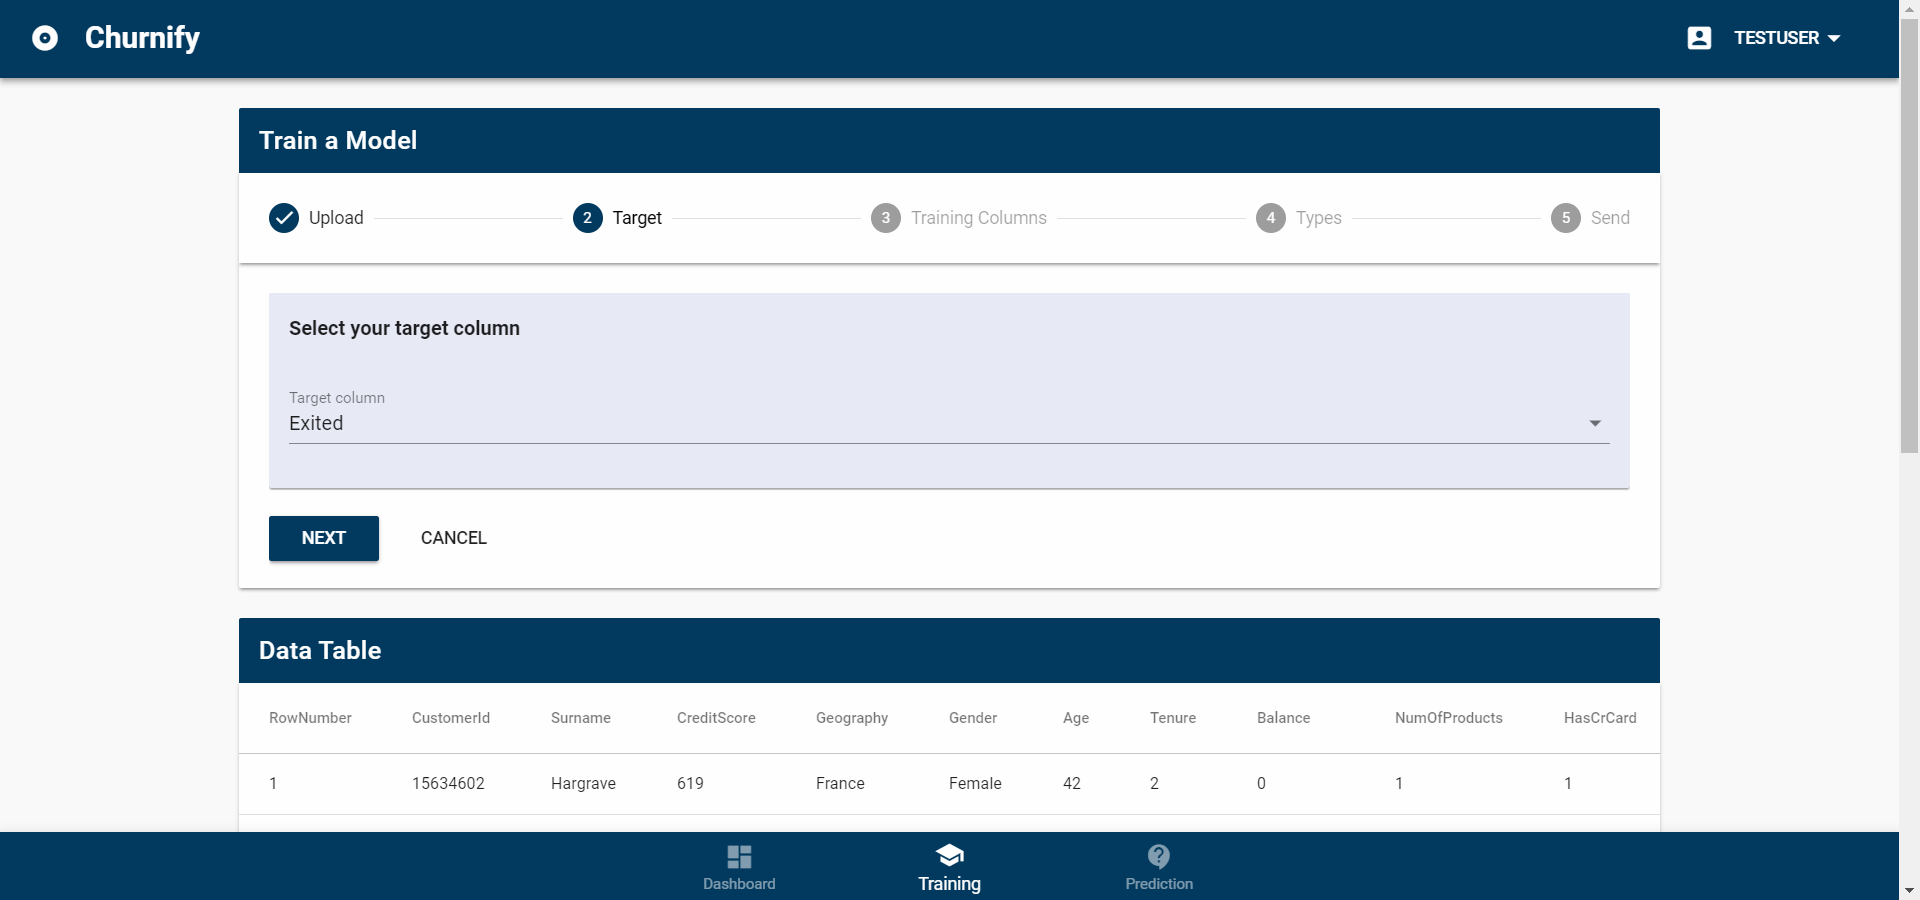 Churnify
TESTUSER
Train a Model
Upload
2 Target
3 Training Columns
4 Types
5 Send
Select your target column
Target column
Exited
NEXT CANCEL
Data Table
RowNumber CustomerId Surname CreditScore Geography Gender Age Tenure Balance NumOfProducts HasCrCard
1 15634602 Hargrave 619 France Female 42 2 0 1 1
Dashboard Training Prediction